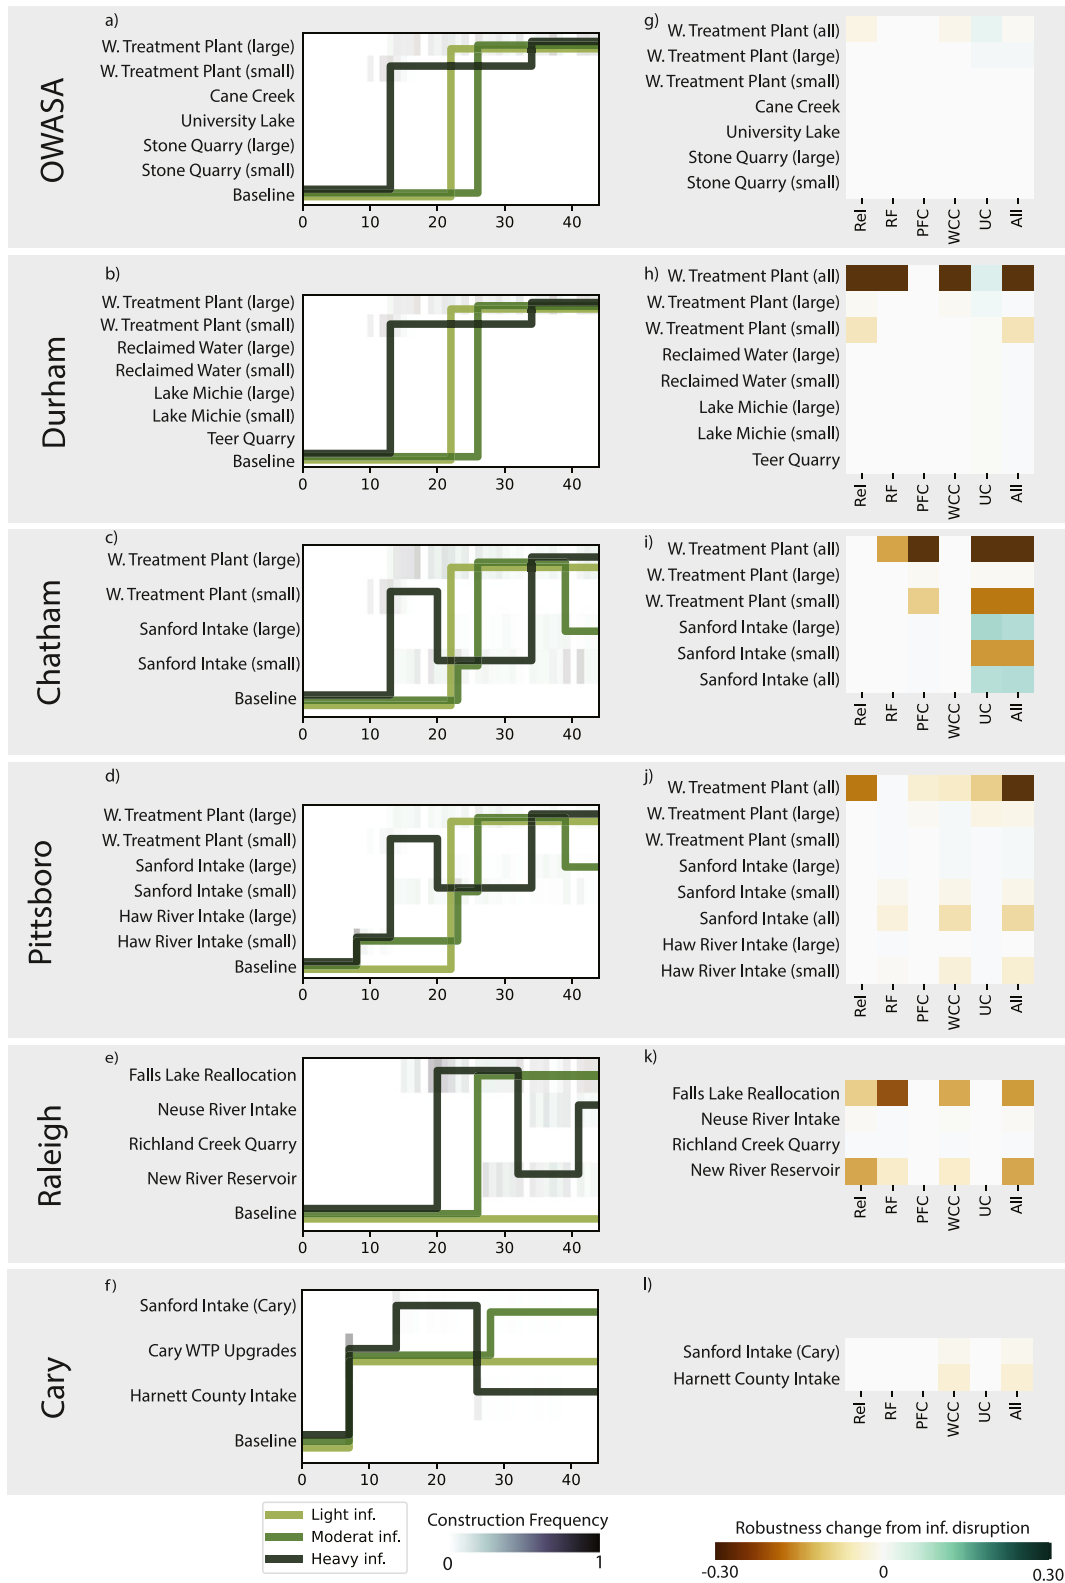 OWASA
a)
W. Treatment Plant (large)
W. Treatment Plant (small)
Cane Creek
University Lake
Stone Quarry (large)
Stone Quarry (small)
Baseline
0 10 20 30 40
g)
W. Treatment Plant (all)
W. Treatment Plant (large)
W. Treatment Plant (small)
Cane Creek
University Lake
Stone Quarry (large)
Stone Quarry (small)
Rel RF PFC WCC UC All
Durham
b)
W. Treatment Plant (large)
W. Treatment Plant (small)
Reclaimed Water (large)
Reclaimed Water (small)
Lake Michie (large)
Lake Michie (small)
Teer Quarry
Baseline
0 10 20 30 40
h)
W. Treatment Plant (all)
W. Treatment Plant (large)
W. Treatment Plant (small)
Reclaimed Water (large)
Reclaimed Water (small)
Lake Michie (large)
Lake Michie (small)
Teer Quarry
Rel RF PFC WCC UC All
Chatham
c)
W. Treatment Plant (large)
W. Treatment Plant (small)
Sanford Intake (large)
Sanford Intake (small)
Baseline
0 10 20 30 40
i)
W. Treatment Plant (all)
W. Treatment Plant (large)
W. Treatment Plant (small)
Sanford Intake (large)
Sanford Intake (small)
Sanford Intake (all)
Rel RF PFC WCC UC All
Pittsboro
d)
W. Treatment Plant (large)
W. Treatment Plant (small)
Sanford Intake (large)
Sanford Intake (small)
Haw River Intake (large)
Haw River Intake (small)
Baseline
0 10 20 30 40
j)
W. Treatment Plant (all)
W. Treatment Plant (large)
W. Treatment Plant (small)
Sanford Intake (large)
Sanford Intake (small)
Sanford Intake (all)
Haw River Intake (large)
Haw River Intake (small)
Rel RF PFC WCC UC All
Raleigh
e)
Falls Lake Reallocation
Neuse River Intake
Richland Creek Quarry
New River Reservoir
Baseline
0 10 20 30 40
k)
Falls Lake Reallocation
Neuse River Intake
Richland Creek Quarry
New River Reservoir
Rel RF PFC WCC UC All
Cary
f)
Sanford Intake (Cary)
Cary WTP Upgrades
Harnett County Intake
Baseline
0 10 20 30 40
l)
Sanford Intake (Cary)
Harnett County Intake
Rel RF PFC WCC UC All
Light inf.
Moderat inf.
Heavy inf.
Construction Frequency
0 1
Robustness change from inf. disruption
-0.30 0 0.30